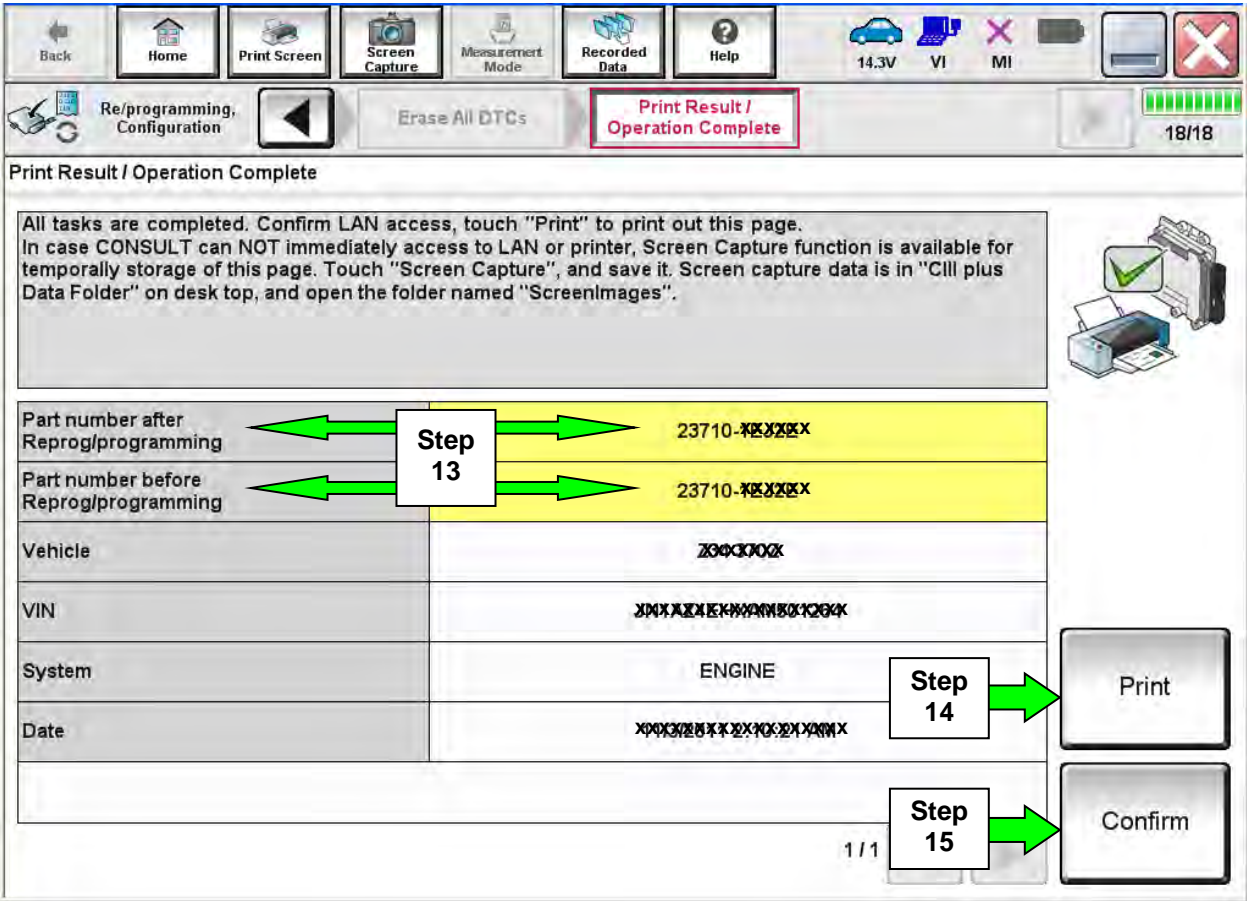 Back Home Print Screen Screen Capture Measurement Mode Recorded Data Help 14.3V VI MI
Re/programming, Configuration Erase All DTCs Print Result / Operation Complete 18/18
Print Result / Operation Complete
All tasks are completed. Confirm LAN access, touch "Print" to print out this page.
In case CONSULT can NOT immediately access to LAN or printer, Screen Capture function is available for
temporally storage of this page. Touch "Screen Capture", and save it. Screen capture data is in "CIII plus
Data Folder" on desk top, and open the folder named "ScreenImages".
Part number after
Reprog/programming
23710-
Step
13
Part number before
Reprog/programming
23710-
Vehicle
VIN
System
ENGINE
Step
14
Print
Date
Step
15
Confirm
1/1